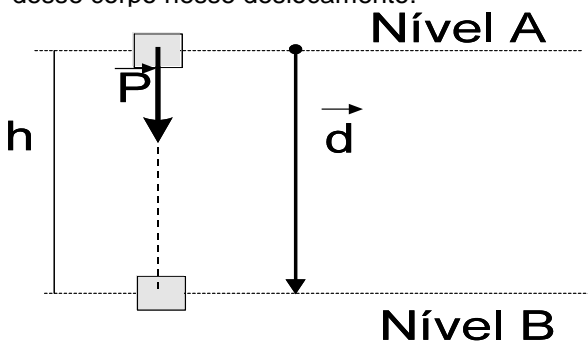 desse corpo nesse deslocamento.
Nível A
P
h
d
Nível B